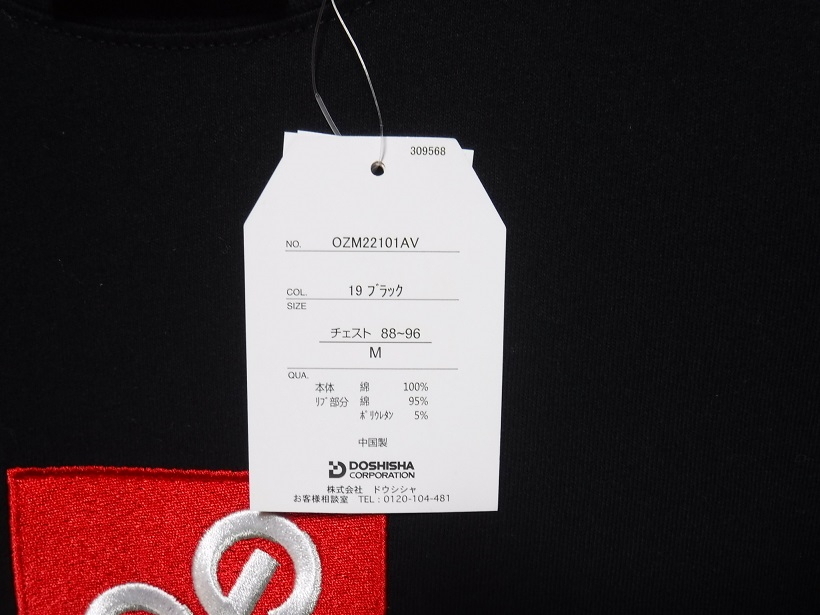 309568
NO. OZM22101AV
COL. 19 ﾌﾞﾗｯｸ
SIZE
チェスト 88~96
M
QUA.
本体 綿 100%
ﾘﾌﾞ部分 綿 95%
ﾎﾟﾘｳﾚﾀﾝ 5%
中国製
DOSHISHA
CORPORATION
株式会社 ドウシシャ
お客様相談室 TEL:0120-104-481